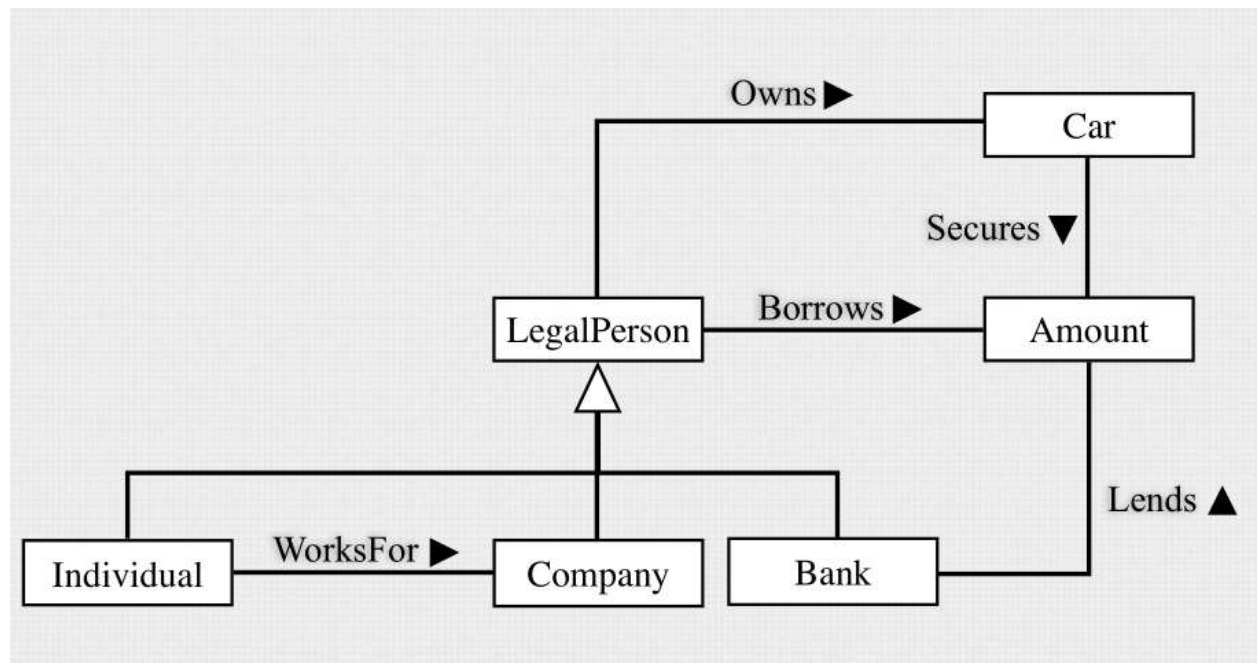 Owns ▶
Car
Secures ▼
LegalPerson
Borrows ▶
Amount
Lends ▲
Individual
WorksFor ▶
Company
Bank